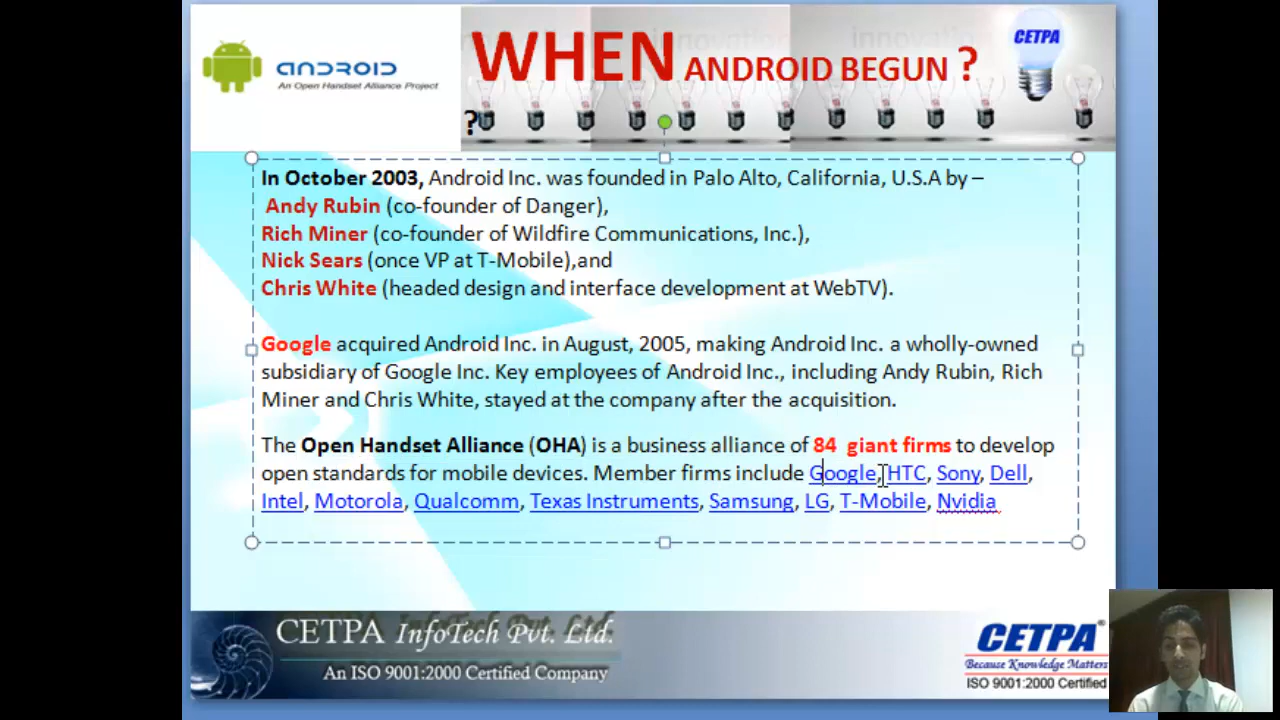 ANDROID
An Open Handset Alliance Project
WHEN ANDROID BEGUN ?
?
CETPA
In October 2003, Android Inc. was founded in Palo Alto, California, U.S.A by –
Andy Rubin (co-founder of Danger),
Rich Miner (co-founder of Wildfire Communications, Inc.),
Nick Sears (once VP at T-Mobile),and
Chris White (headed design and interface development at WebTV).
Google acquired Android Inc. in August, 2005, making Android Inc. a wholly-owned
subsidiary of Google Inc. Key employees of Android Inc., including Andy Rubin, Rich
Miner and Chris White, stayed at the company after the acquisition.
The Open Handset Alliance (OHA) is a business alliance of 84 giant firms to develop
open standards for mobile devices. Member firms include Google, HTC, Sony, Dell,
Intel, Motorola, Qualcomm, Texas Instruments, Samsung, LG, T-Mobile, Nvidia
CETPA InfoTech Pvt. Ltd.
An ISO 9001:2000 Certified Company
CETPA®
Because Knowledge Matters
ISO 9001:2000 Certified